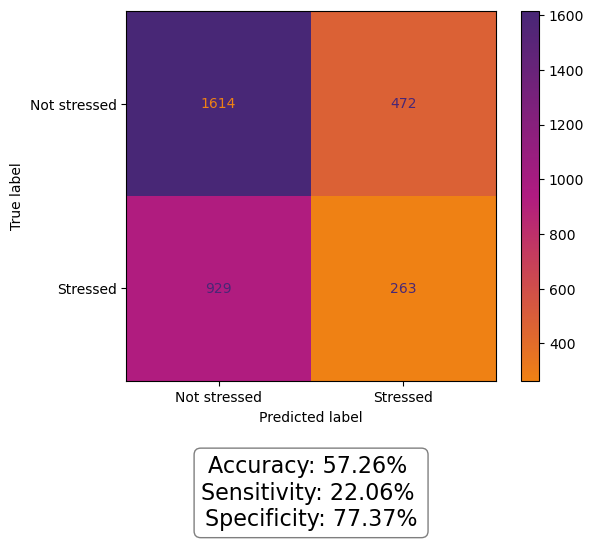 1600
1614
472
Not stressed
1400
1200
True label
1000
800
929
263
Stressed
600
400
Not stressed
Stressed
Predicted label
Accuracy: 57.26%
Sensitivity: 22.06%
Specificity: 77.37%